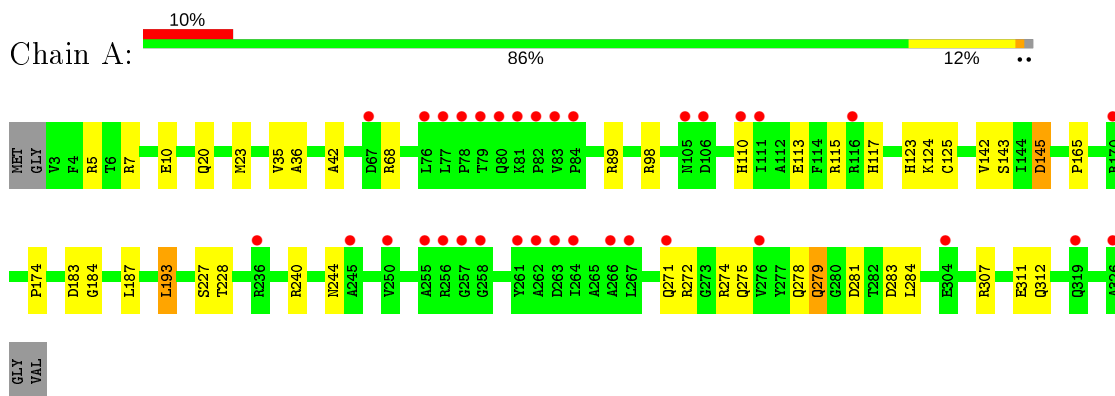 10%
Chain A:
86% 12% ••
MET GLY V3 F4 R5 T6 R7 E10 Q20 M23 V35 A36 A42 D67 R68 L76 L77 P78 T79 Q80 K81 P82 V83 P84 R89 R98 N105 D106 H110 I111 A112 E113 F114 R115 R116 H117 H123 K124 C125 V142 S143 I144 D145 P165
P174 D183 G184 L187 L193 S227 T228 R236 R240 N244 A245 V250 A255 R256 G257 G258 Y261 A262 D263 I264 A265 A266 L267 Q271 R272 G273 R274 Q275 V276 Y277 Q278 Q279 G280 D281 T282 D283 L284 E304 R307 E311 Q312 Q319
GLY VAL